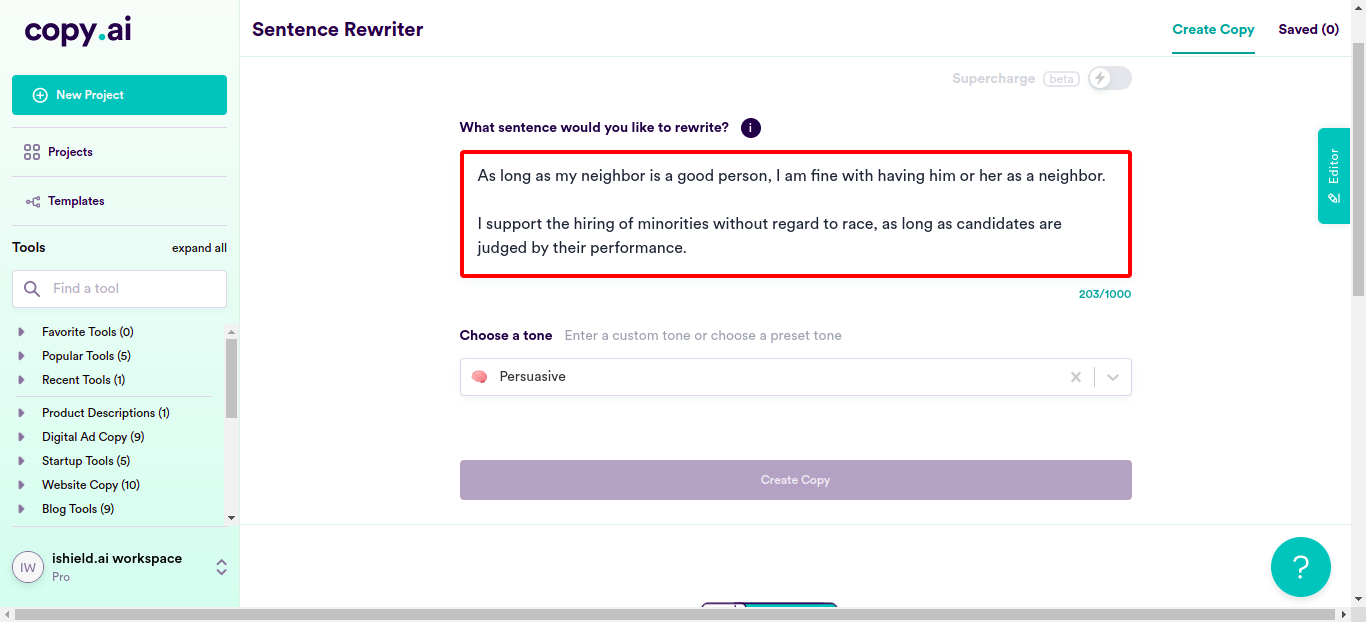 copy.ai
New Project
Projects
Templates
Tools
expand all
Find a tool
Favorite Tools (0)
Popular Tools (5)
Recent Tools (1)
Product Descriptions (1)
Digital Ad Copy (9)
Startup Tools (5)
Website Copy (10)
Blog Tools (9)
IW
ishield.ai workspace
Pro
Sentence Rewriter
Create Copy
Saved (0)
Supercharge beta
What sentence would you like to rewrite? i
As long as my neighbor is a good person, I am fine with having him or her as a neighbor.
I support the hiring of minorities without regard to race, as long as candidates are
judged by their performance.
203/1000
Choose a tone Enter a custom tone or choose a preset tone
Persuasive
Create Copy
Editor
?